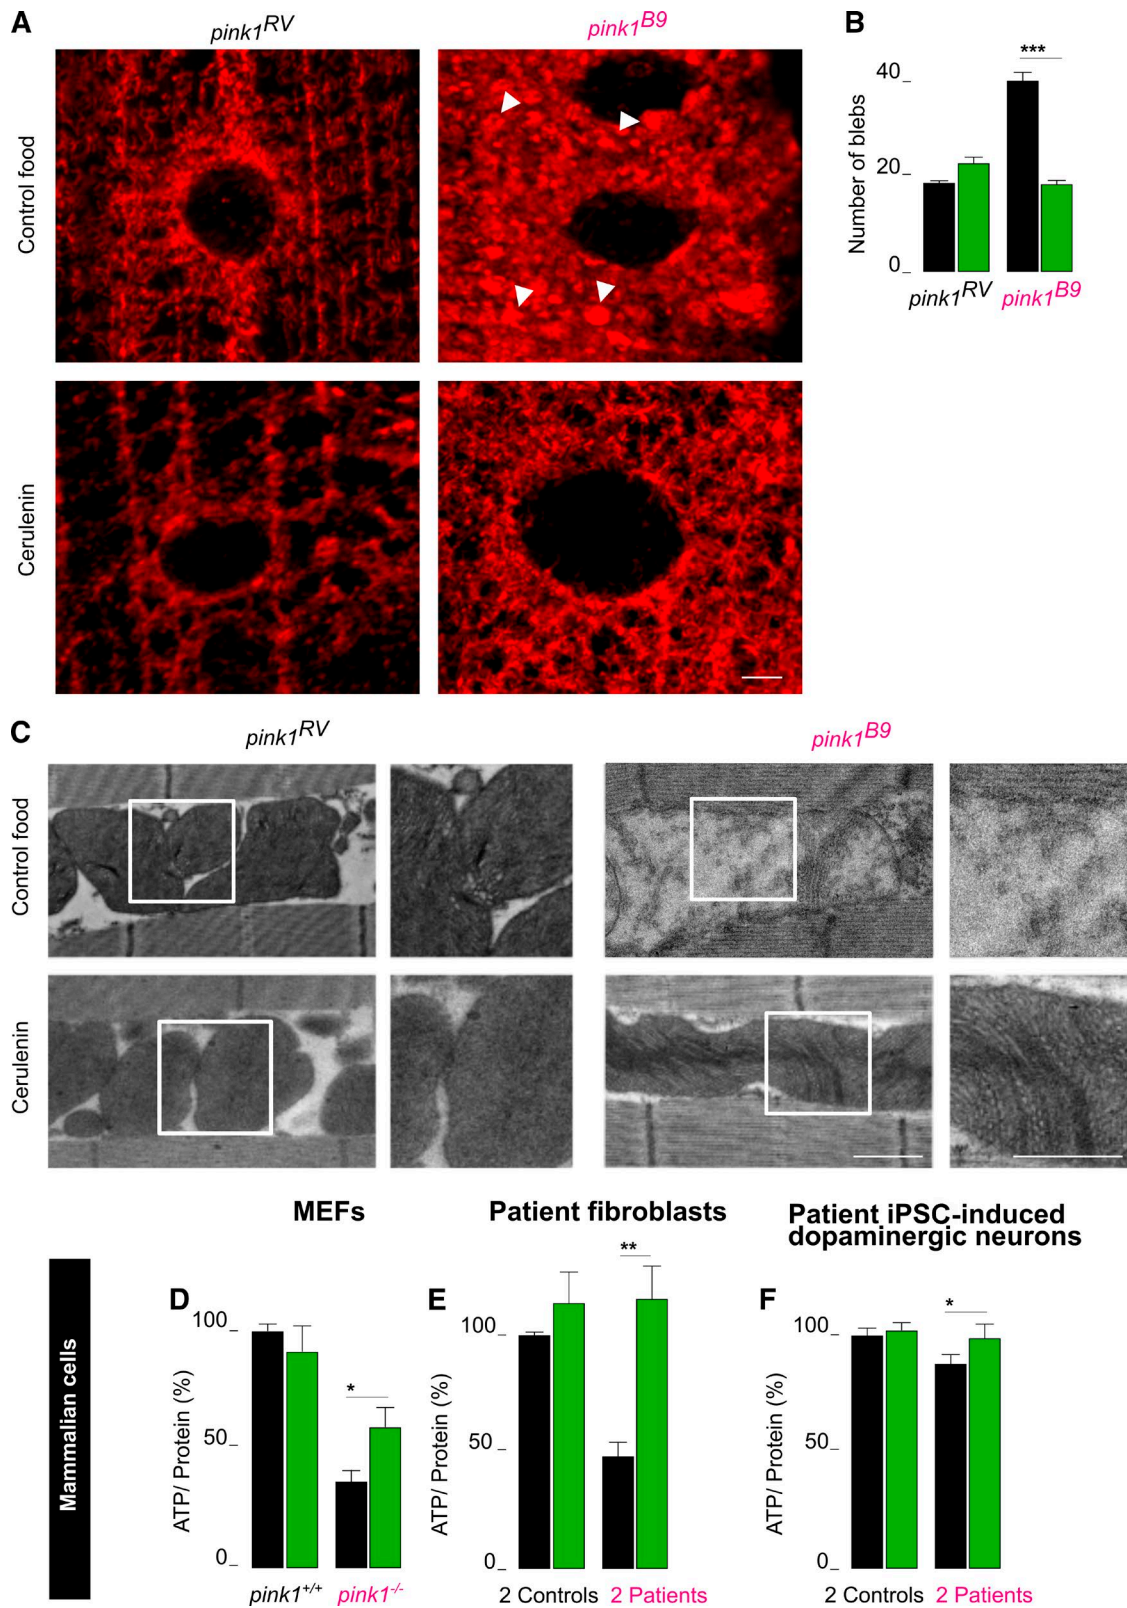 A
pink1RV
pink1B9
Control food
Cerulenin
B
Number of blebs
40
20
0
***
pink1RV
pink1B9
C
pink1RV
pink1B9
Control food
Cerulenin
Mammalian cells
MEFs
D
ATP/ Protein (%)
100
50
0
*
pink1+/+
pink1-/-
Patient fibroblasts
E
ATP/ Protein (%)
100
50
0
**
2 Controls
2 Patients
Patient iPSC-induced
dopaminergic neurons
F
ATP/ Protein (%)
100
50
0
*
2 Controls
2 Patients